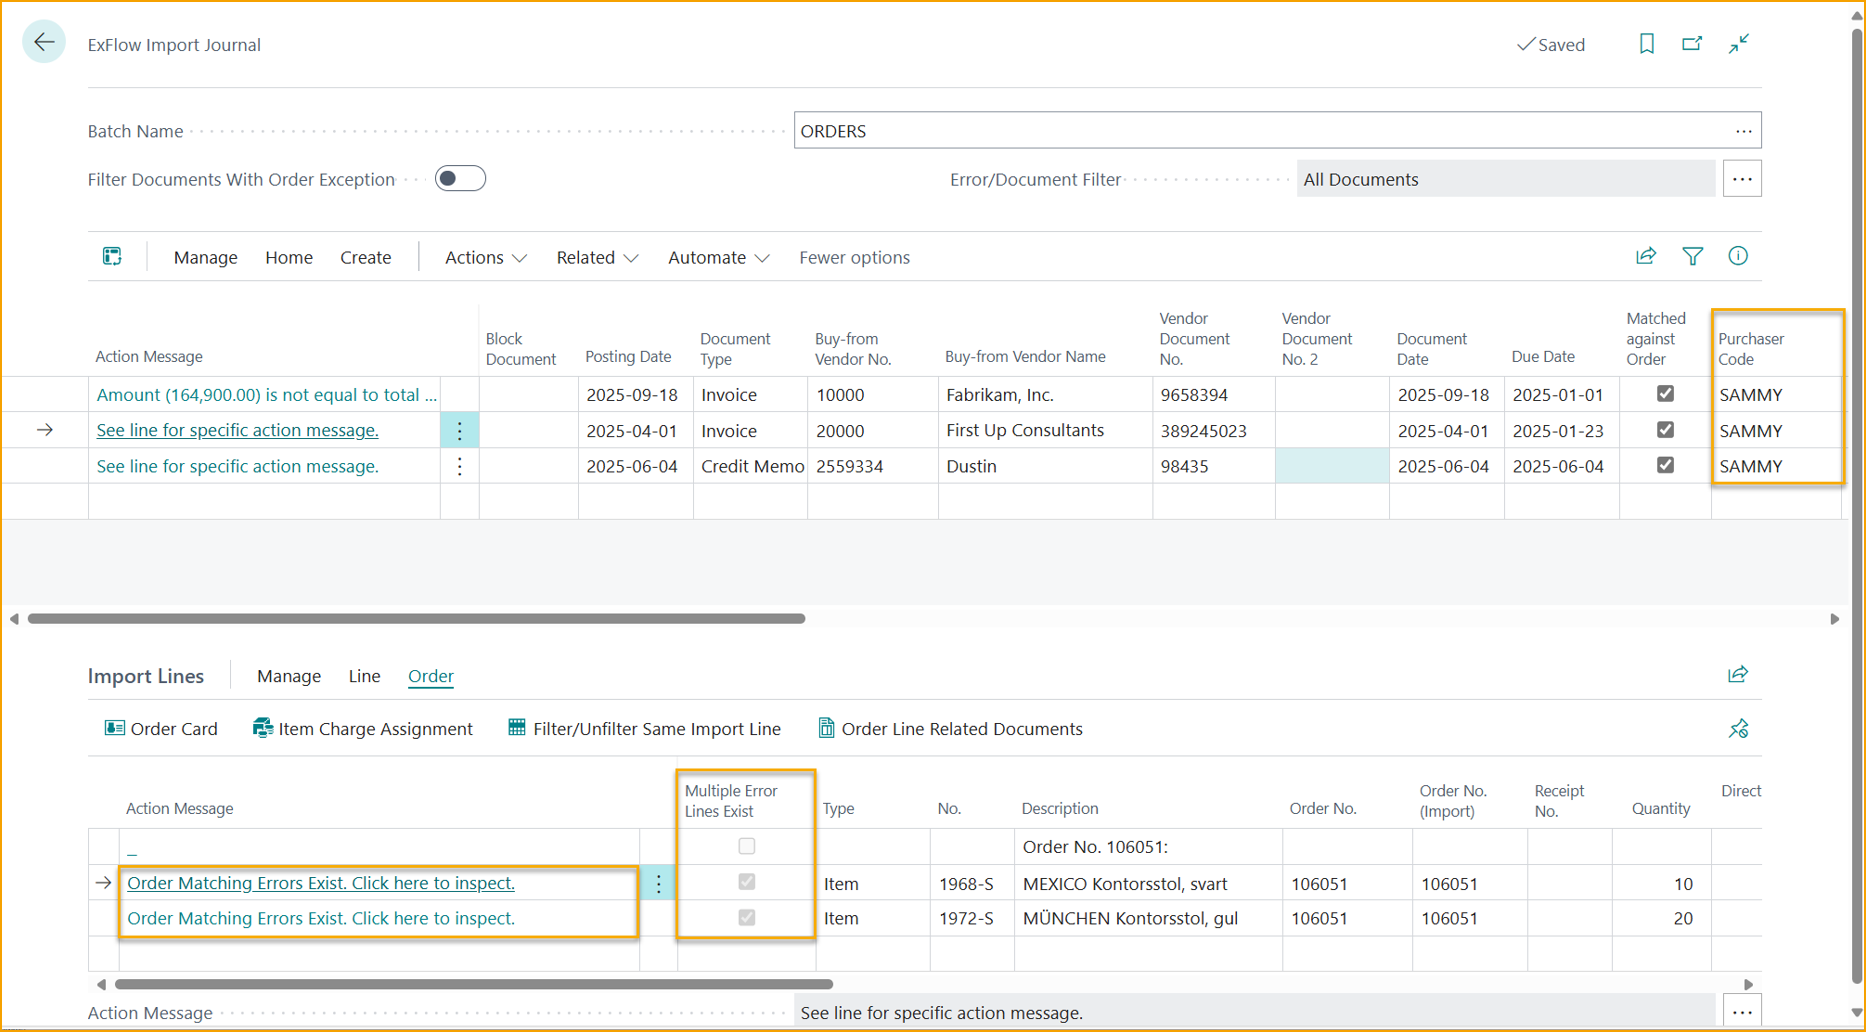 ExFlow Import Journal
Saved
Batch Name
ORDERS
Filter Documents With Order Exception
Error/Document Filter
All Documents
Manage Home Create Actions Related Automate Fewer options
Action Message Block Document Posting Date Document Type Buy-from Vendor No. Buy-from Vendor Name Vendor Document No. Vendor Document No. 2 Document Date Due Date Matched against Order Purchaser Code
Amount (164,900.00) is not equal to total ... 2025-09-18 Invoice 10000 Fabrikam, Inc. 9658394 2025-09-18 2025-01-01 SAMMY
See line for specific action message. 2025-04-01 Invoice 20000 First Up Consultants 389245023 2025-04-01 2025-01-23 SAMMY
See line for specific action message. 2025-06-04 Credit Memo 2559334 Dustin 98435 2025-06-04 2025-06-04 SAMMY
Import Lines Manage Line Order
Order Card Item Charge Assignment Filter/Unfilter Same Import Line Order Line Related Documents
Action Message Multiple Error Lines Exist Type No. Description Order No. Order No. (Import) Receipt No. Quantity Direct
_ Order No. 106051:
Order Matching Errors Exist. Click here to inspect. Item 1968-S MEXICO Kontorsstol, svart 106051 106051 10
Order Matching Errors Exist. Click here to inspect. Item 1972-S MÜNCHEN Kontorsstol, gul 106051 106051 20
Action Message
See line for specific action message.